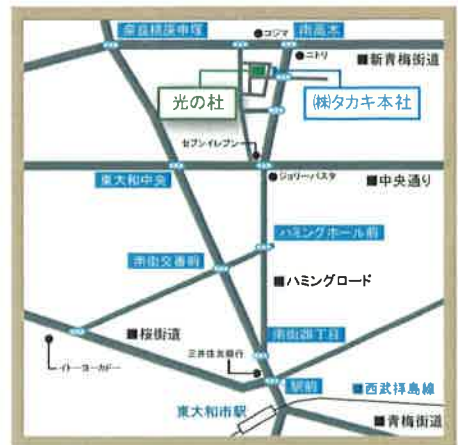 奈良橋庚申塚
コジマ
南高木
ニトリ
■新青梅街道
光の杜
㈱タカキ本社
セブンイレブン
東大和中央
ジョリーパスタ
■中央通り
ハミングホール前
南街交番前
■ハミングロード
■桜街道
南街四丁目
イトーヨーカドー
三井住友銀行
駅前
■西武拝島線
東大和市駅
■青梅街道